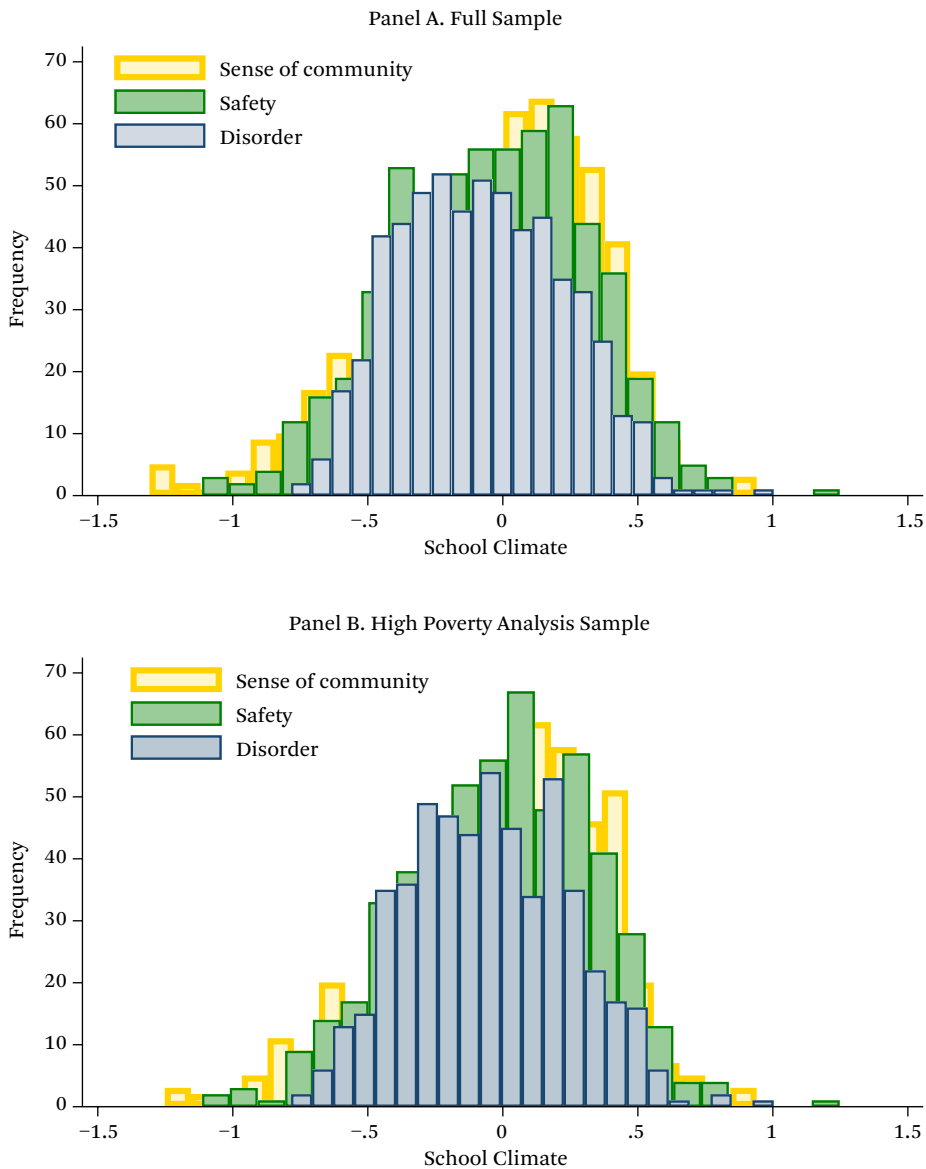 Panel A. Full Sample
70
60
50
40
30
20
10
0
Frequency
Sense of community
Safety
Disorder
−1.5 −1 −.5 0 .5 1 1.5
School Climate
Panel B. High Poverty Analysis Sample
70
60
50
40
30
20
10
0
Frequency
Sense of community
Safety
Disorder
−1.5 −1 −.5 0 .5 1 1.5
School Climate